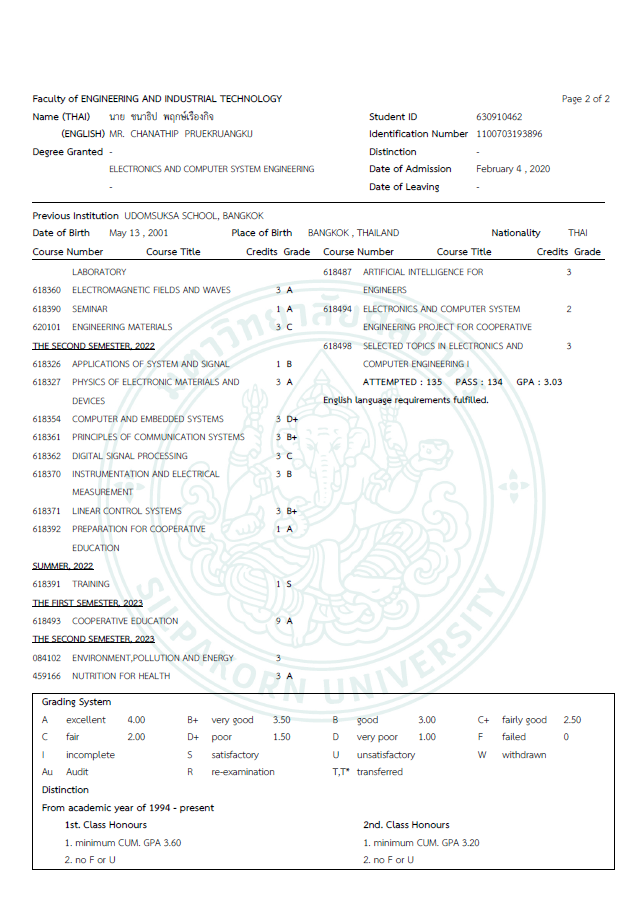 Faculty of ENGINEERING AND INDUSTRIAL TECHNOLOGY Page 2 of 2
Name (THAI) นาย ชนาธิป พฤกษ์เรืองกิจ Student ID 630910462
(ENGLISH) MR. CHANATHIP PRUEKRUANGKIJ Identification Number 1100703193896
Degree Granted - Distinction -
ELECTRONICS AND COMPUTER SYSTEM ENGINEERING Date of Admission February 4 , 2020
- Date of Leaving -
Previous Institution UDOMSUKSA SCHOOL, BANGKOK
Date of Birth May 13 , 2001 Place of Birth BANGKOK , THAILAND Nationality THAI
Course Number Course Title Credits Grade Course Number Course Title Credits Grade
LABORATORY
618360 ELECTROMAGNETIC FIELDS AND WAVES 3 A
618390 SEMINAR 1 A
620101 ENGINEERING MATERIALS 3 C
THE SECOND SEMESTER, 2022
618326 APPLICATIONS OF SYSTEM AND SIGNAL 1 B
618327 PHYSICS OF ELECTRONIC MATERIALS AND 3 A
DEVICES
618354 COMPUTER AND EMBEDDED SYSTEMS 3 D+
618361 PRINCIPLES OF COMMUNICATION SYSTEMS 3 B+
618362 DIGITAL SIGNAL PROCESSING 3 C
618370 INSTRUMENTATION AND ELECTRICAL 3 B
MEASUREMENT
618371 LINEAR CONTROL SYSTEMS 3 B+
618392 PREPARATION FOR COOPERATIVE 1 A
EDUCATION
SUMMER, 2022
618391 TRAINING 1 S
THE FIRST SEMESTER, 2023
618493 COOPERATIVE EDUCATION 9 A
THE SECOND SEMESTER, 2023
084102 ENVIRONMENT,POLLUTION AND ENERGY 3
459166 NUTRITION FOR HEALTH 3 A
618487 ARTIFICIAL INTELLIGENCE FOR 3
ENGINEERS
618494 ELECTRONICS AND COMPUTER SYSTEM 2
ENGINEERING PROJECT FOR COOPERATIVE
618498 SELECTED TOPICS IN ELECTRONICS AND 3
COMPUTER ENGINEERING I
ATTEMPTED : 135 PASS : 134 GPA : 3.03
English language requirements fulfilled.
มหาวิทยาลัยศิลปากร
SILPAKORN UNIVERSITY
Grading System
A excellent 4.00 B+ very good 3.50 B good 3.00 C+ fairly good 2.50
C fair 2.00 D+ poor 1.50 D very poor 1.00 F failed 0
I incomplete S satisfactory U unsatisfactory W withdrawn
Au Audit R re-examination T,T* transferred
Distinction
From academic year of 1994 - present
1st. Class Honours 2nd. Class Honours
1. minimum CUM. GPA 3.60 1. minimum CUM. GPA 3.20
2. no F or U 2. no F or U